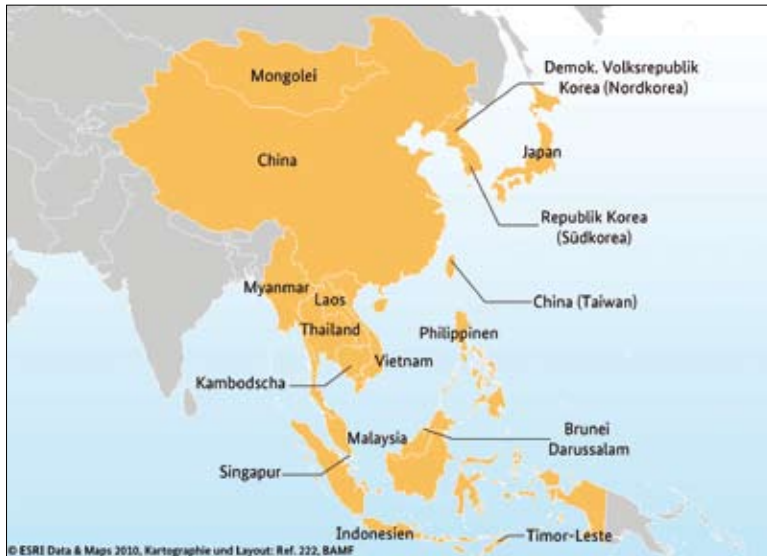 Mongolei
Demok. Volksrepublik
Korea (Nordkorea)
China
Japan
Republik Korea
(Südkorea)
Myanmar
Laos
China (Taiwan)
Thailand
Philippinen
Vietnam
Kambodscha
Malaysia
Brunei
Darussalam
Singapur
Indonesien
Timor-Leste
© ESRI Data & Maps 2010, Kartographie und Layout: Ref. 222, BAMF